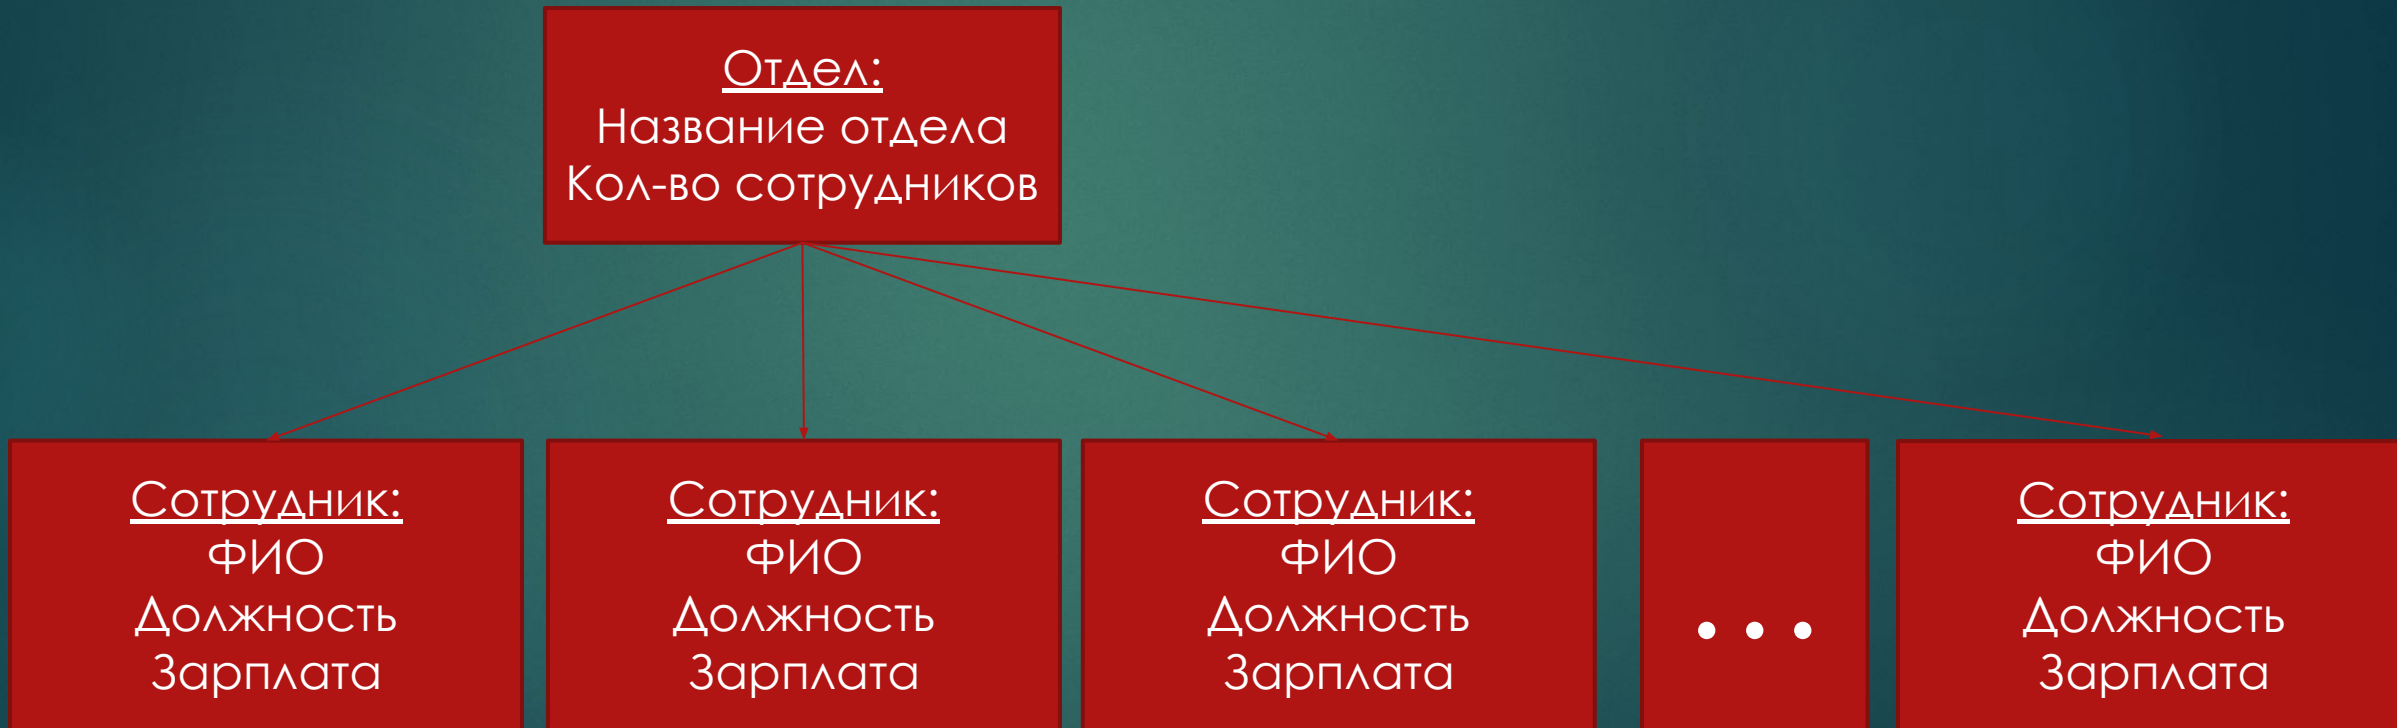 Отдел:
Название отдела
Кол-во сотрудников
Сотрудник:
ФИО
Должность
Зарплата
Сотрудник:
ФИО
Должность
Зарплата
Сотрудник:
ФИО
Должность
Зарплата
• • •
Сотрудник:
ФИО
Должность
Зарплата